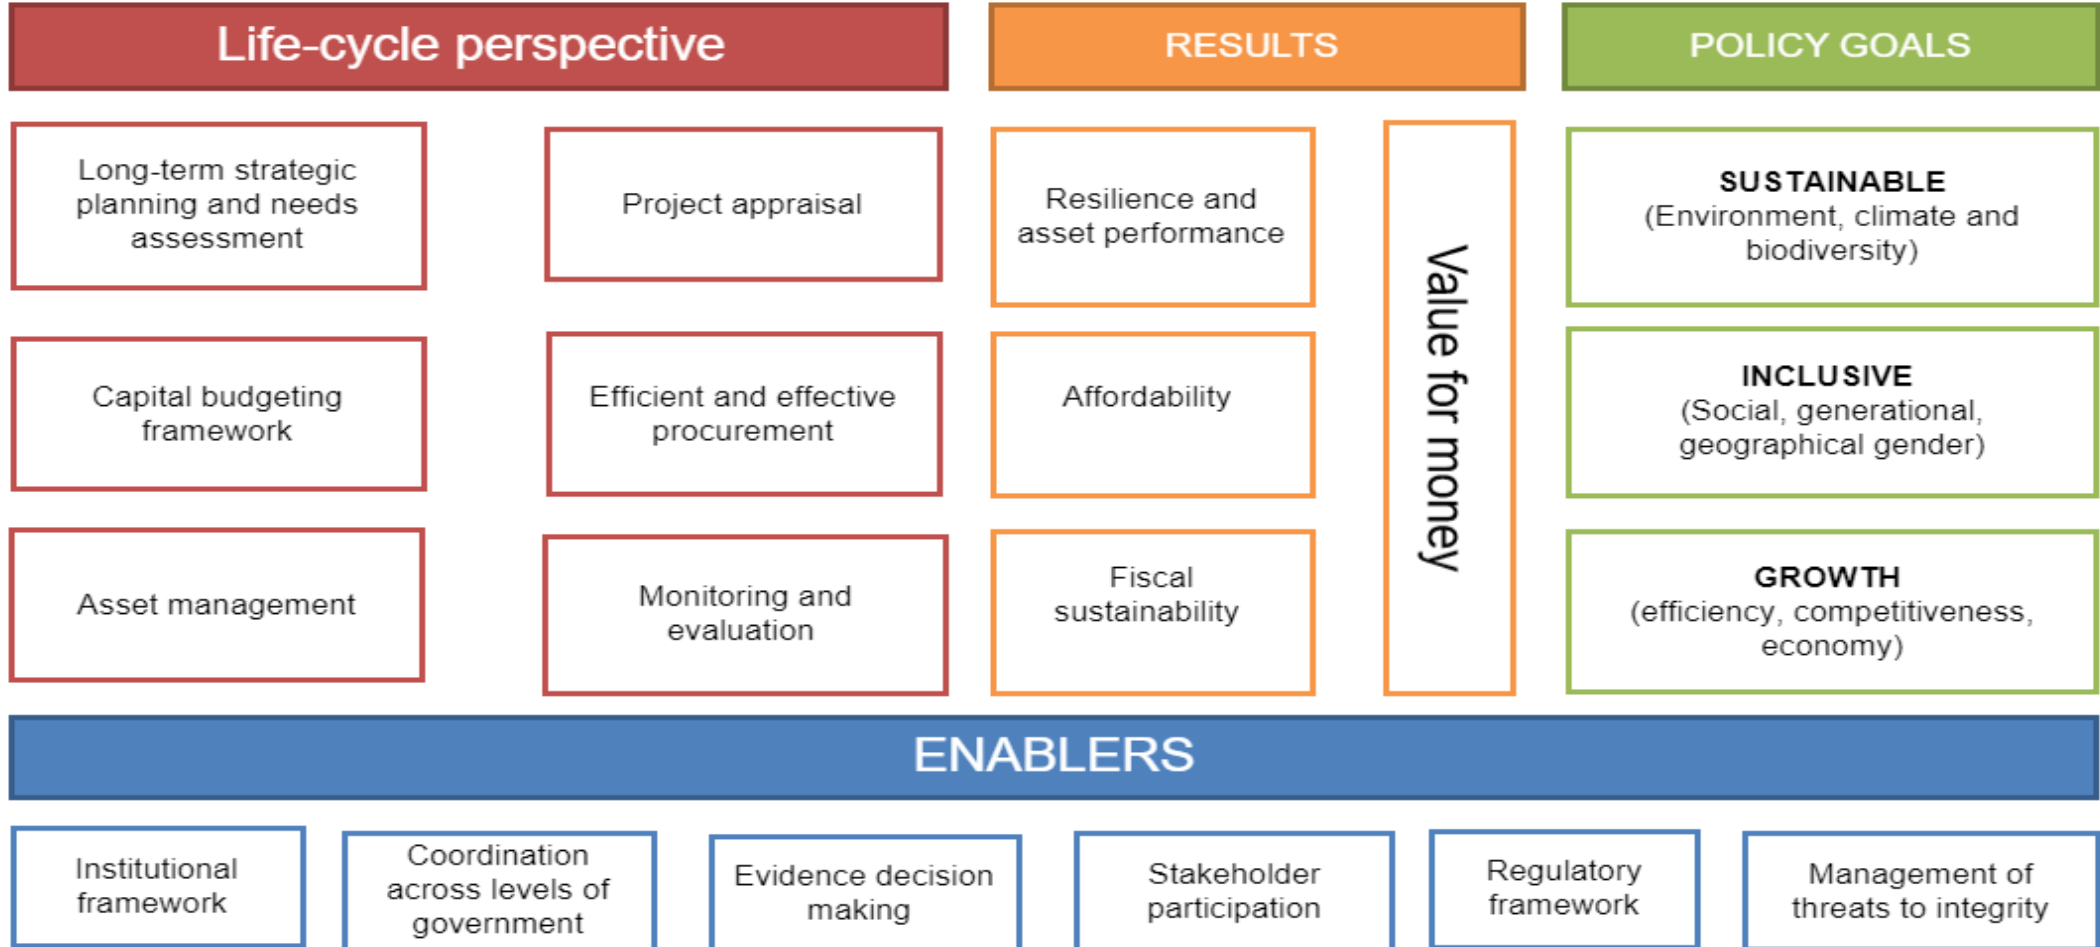 Life-cycle perspective
RESULTS
POLICY GOALS
Long-term strategic
planning and needs
assessment
Project appraisal
Resilience and
asset performance
Value for money
SUSTAINABLE
(Environment, climate and
biodiversity)
Capital budgeting
framework
Efficient and effective
procurement
Affordability
INCLUSIVE
(Social, generational,
geographical gender)
Asset management
Monitoring and
evaluation
Fiscal
sustainability
GROWTH
(efficiency, competitiveness,
economy)
ENABLERS
Institutional
framework
Coordination
across levels of
government
Evidence decision
making
Stakeholder
participation
Regulatory
framework
Management of
threats to integrity